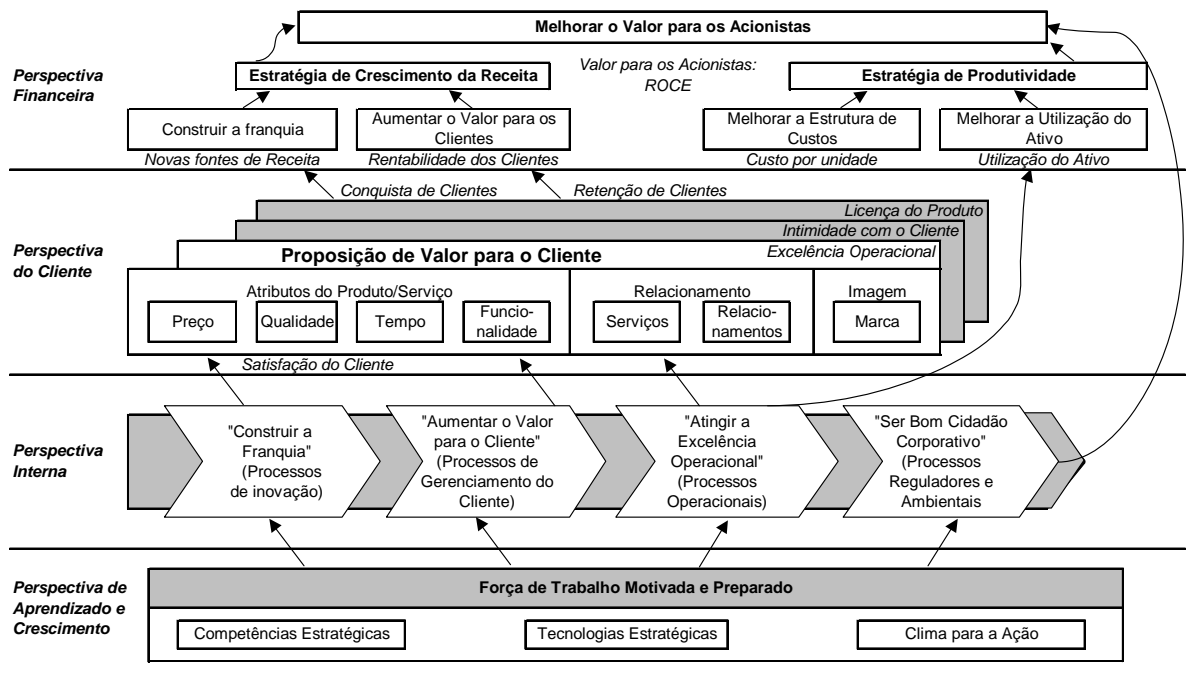 Melhorar o Valor para os Acionistas
Perspectiva
Financeira
Estratégia de Crescimento da Receita
Valor para os Acionistas:
ROCE
Estratégia de Produtividade
Construir a franquia
Aumentar o Valor para os
Clientes
Melhorar a Estrutura de
Custos
Melhorar a Utilização do
Ativo
Novas fontes de Receita
Rentabilidade dos Clientes
Custo por unidade
Utilização do Ativo
Conquista de Clientes
Retenção de Clientes
Perspectiva
do Cliente
Licença do Produto
Intimidade com o Cliente
Excelência Operacional
Proposição de Valor para o Cliente
Atributos do Produto/Serviço
Relacionamento
Imagem
Preço
Qualidade
Tempo
Funcio-
nalidade
Serviços
Relacio-
namentos
Marca
Satisfação do Cliente
Perspectiva
Interna
"Construir a
Franquia"
(Processos
de inovação)
"Aumentar o Valor
para o Cliente"
(Processos de
Gerenciamento do
Cliente)
"Atingir a
Excelência
Operacional"
(Processos
Operacionais)
"Ser Bom Cidadão
Corporativo"
(Processos
Reguladores e
Ambientais
Perspectiva de
Aprendizado e
Crescimento
Força de Trabalho Motivada e Preparado
Competências Estratégicas
Tecnologias Estratégicas
Clima para a Ação